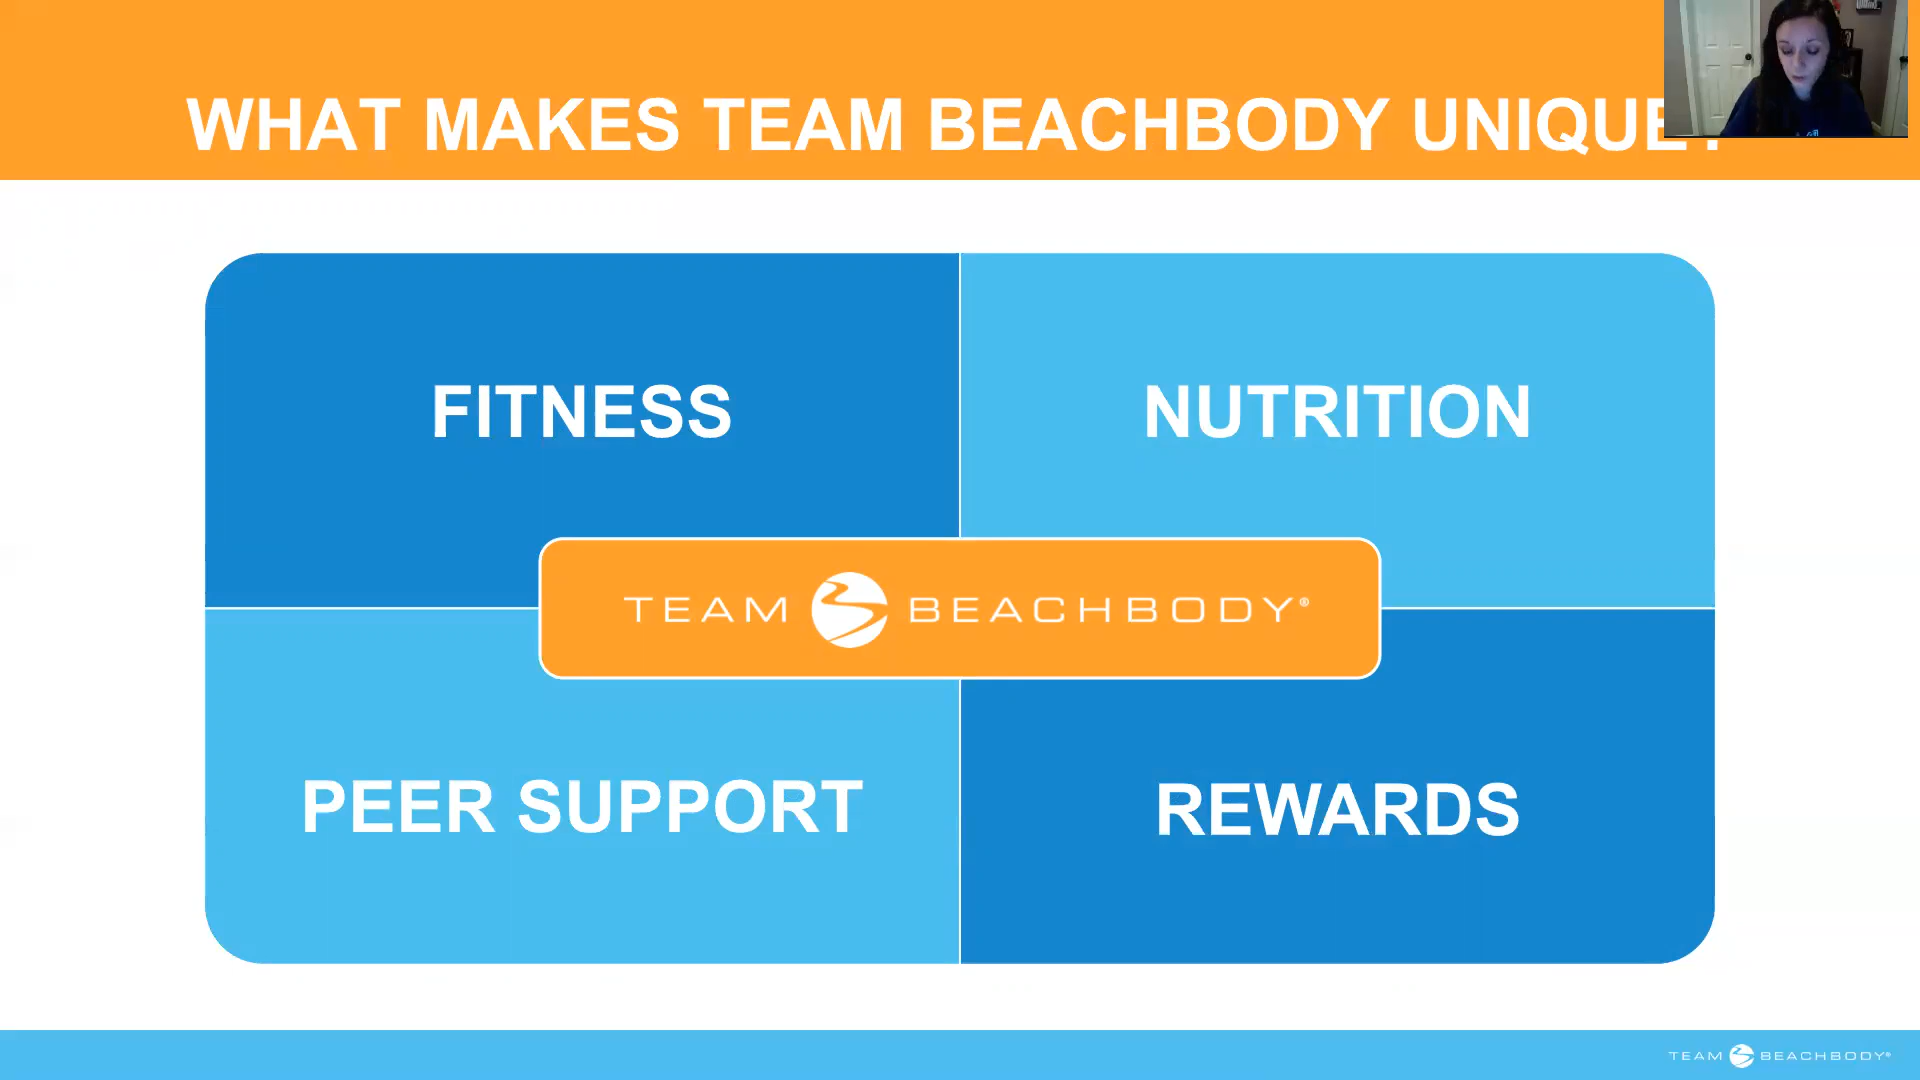 WHAT MAKES TEAM BEACHBODY UNIQUE?
FITNESS
NUTRITION
TEAM BEACHBODY®
PEER SUPPORT
REWARDS
TEAM BEACHBODY®